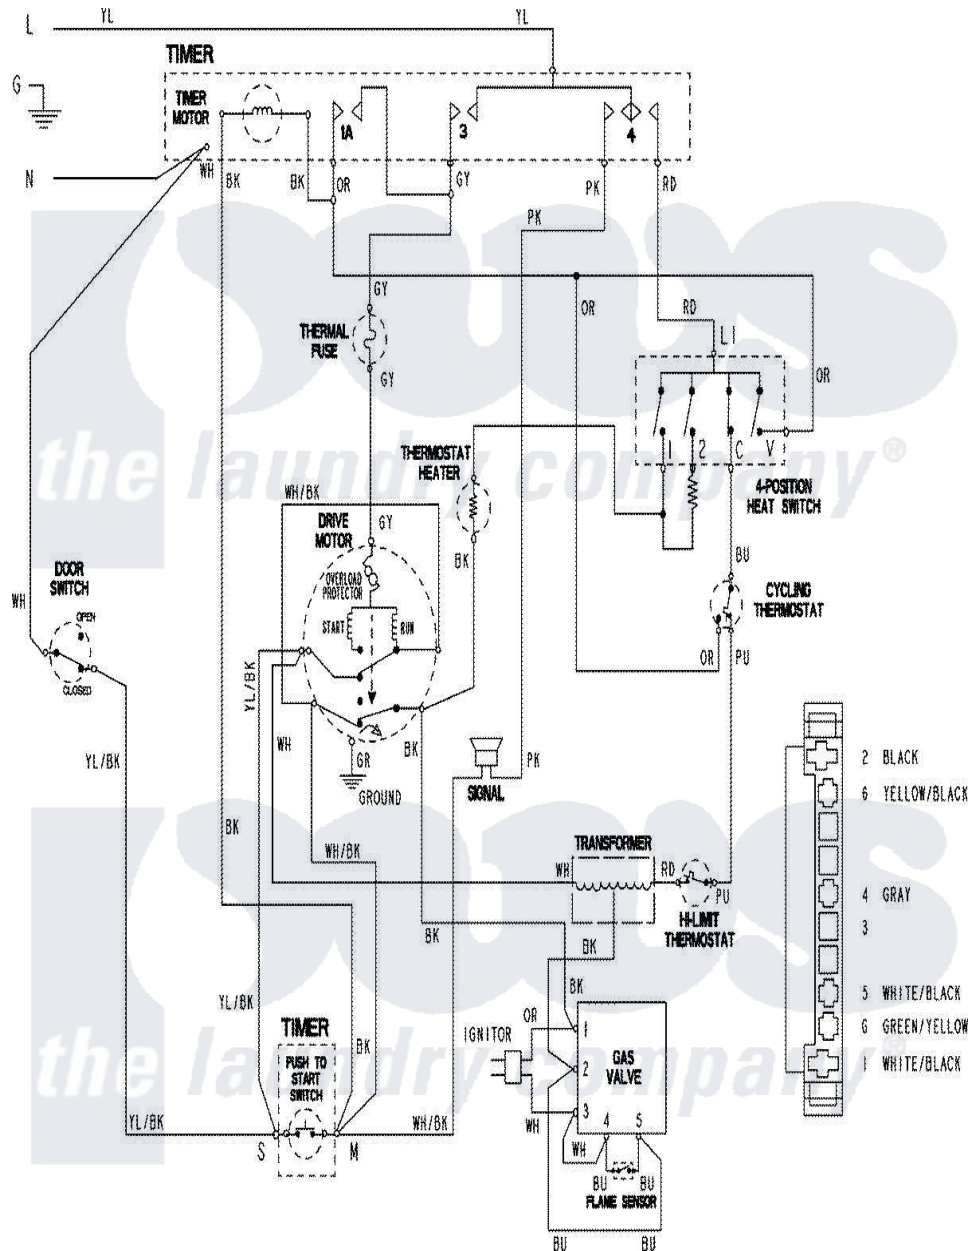 L
YL
YL
TIMER
G
TIMER
MOTOR
1A
3
4
N
WH
BK
BK
OR
GY
PK
RD
PK
GY
OR
RD
L1
THERMAL
FUSE
GY
OR
1
2
C
V
4-POSITION
HEAT SWITCH
THERMOSTAT
HEATER
WH/BK
DRIVE
MOTOR
GY
BK
BU
DOOR
SWITCH
OVERLOAD
PROTECTOR
CYCLING
THERMOSTAT
WH
OPEN
START
RUN
CLOSED
OR
PU
YL/BK
WH
BK
GR
YL/BK
PK
GROUND
SIGNAL
2 BLACK
6 YELLOW/BLACK
BK
WH/BK
TRANSFORMER
WH
RD
PU
4 GRAY
HI-LIMIT
THERMOSTAT
3
BK
BK
BK
5 WHITE/BLACK
YL/BK
OR
TIMER
IGNITOR
1
G GREEN/YELLOW
BK
GAS
VALVE
PUSH TO
START
SWITCH
2
1 WHITE/BLACK
3
YL/BK
WH/BK
WH
4
5
S
M
WH
BU
BU
FLAME SENSOR
BU
BU
pows
the laundry company®
pows
the laundry company®